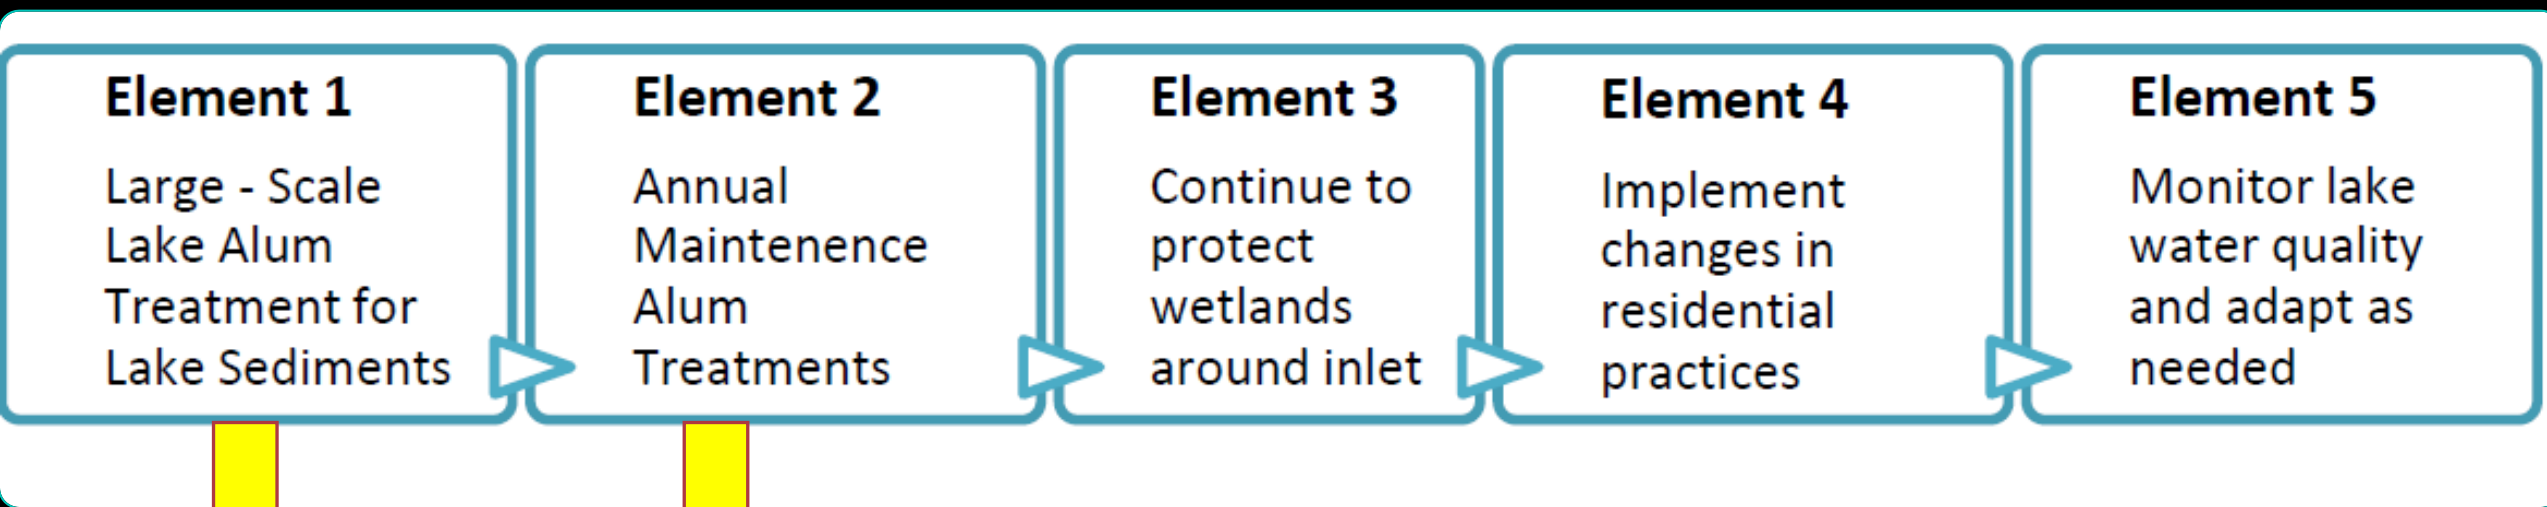 Element 1
Large - Scale
Lake Alum
Treatment for
Lake Sediments
Element 2
Annual
Maintenence
Alum
Treatments
Element 3
Continue to
protect
wetlands
around inlet
Element 4
Implement
changes in
residential
practices
Element 5
Monitor lake
water quality
and adapt as
needed